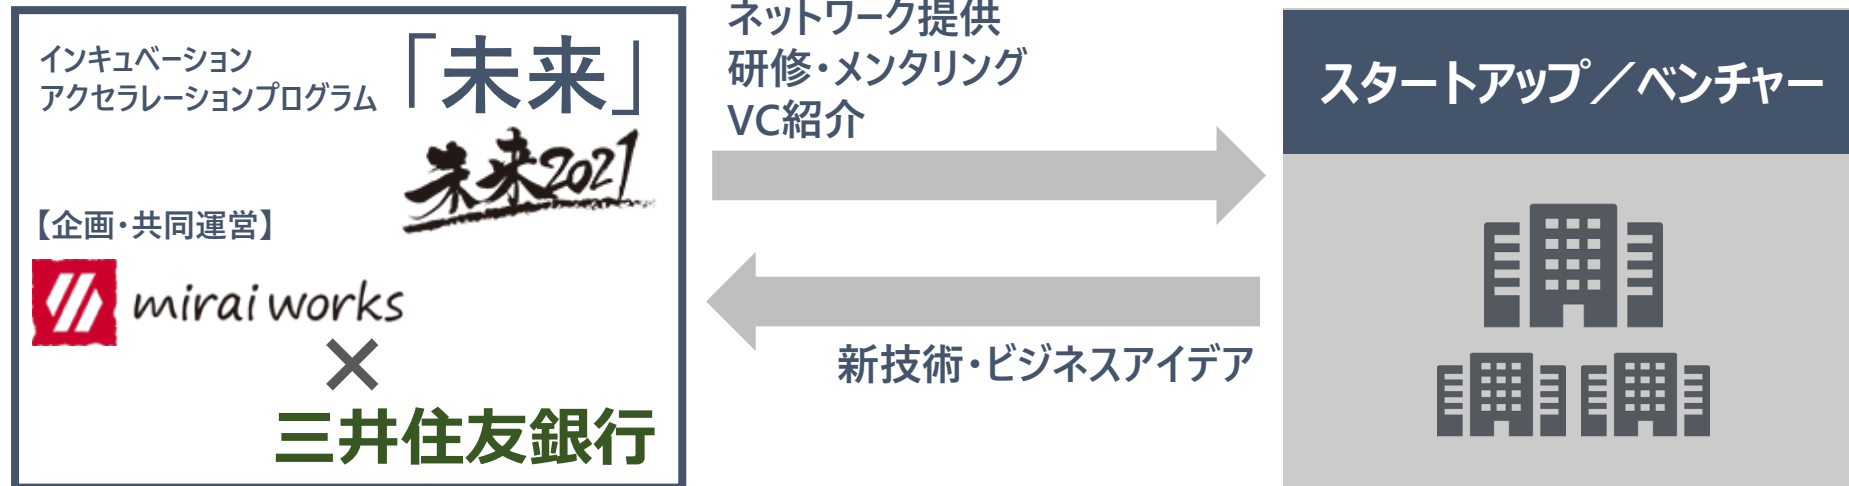 インキュベーション
アクセラレーションプログラム
「未来」
未来2021
【企画・共同運営】
mirai works
×
三井住友銀行
ネットワーク提供
研修・メンタリング
VC紹介
新技術・ビジネスアイデア
スタートアップ／ベンチャー